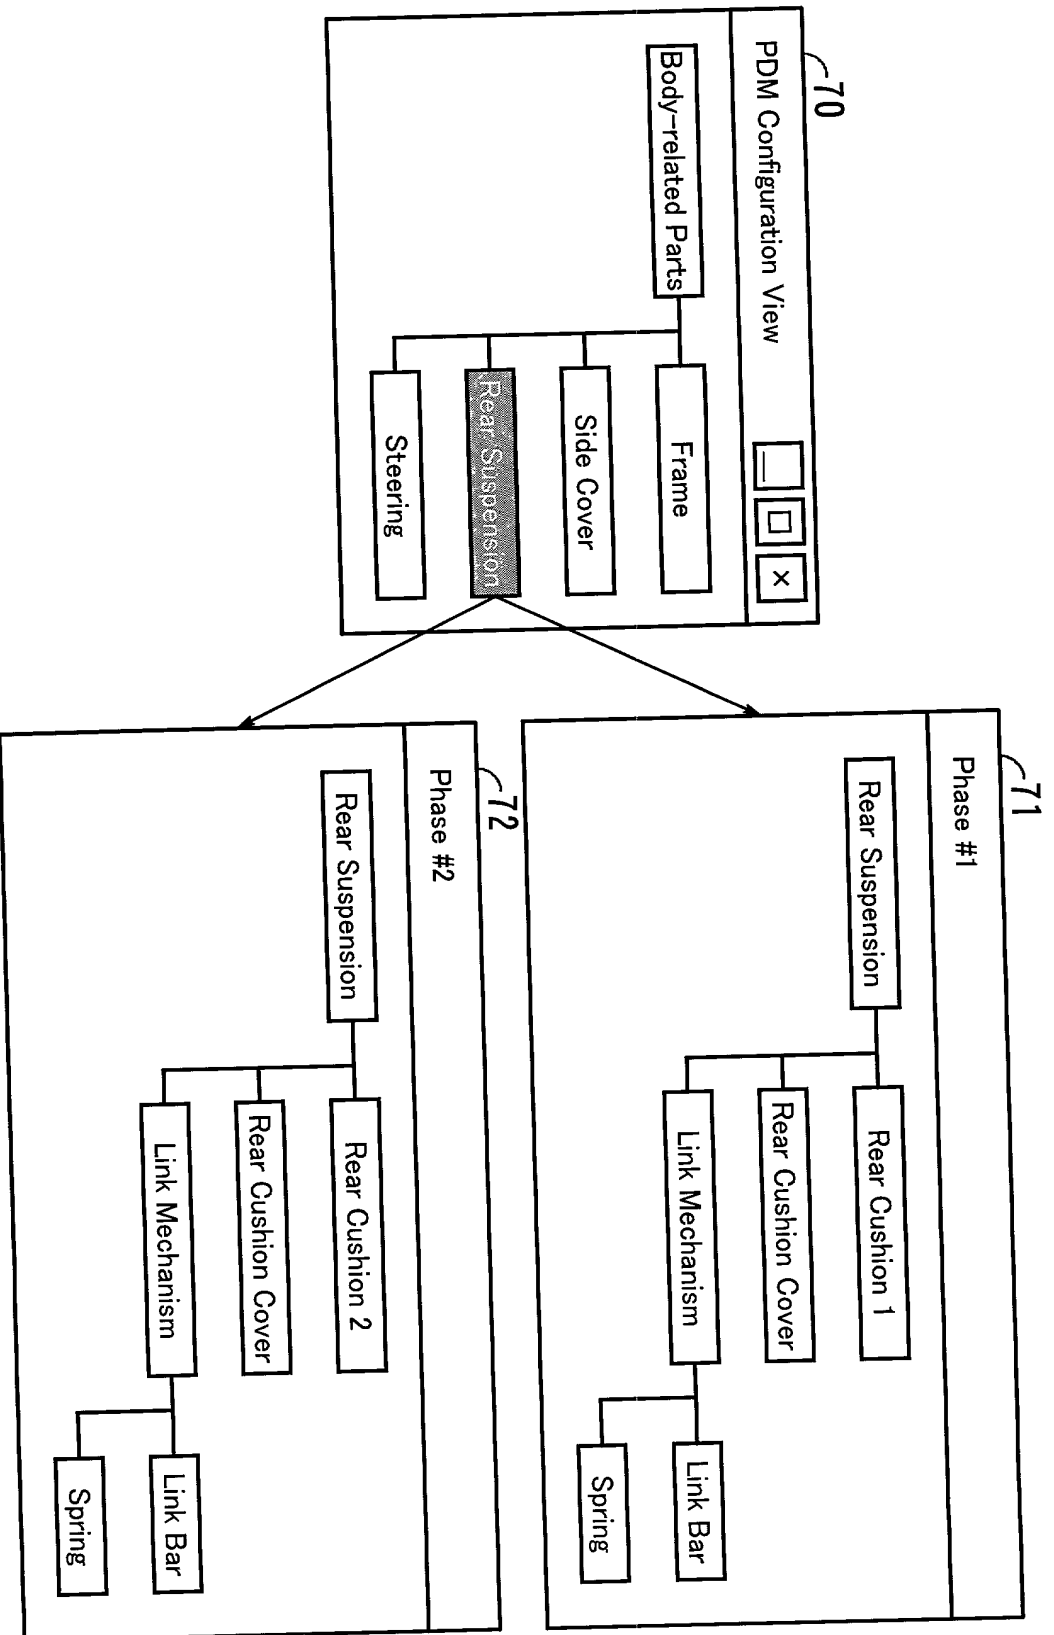 70
PDM Configuration View
Body-related Parts
Frame
Side Cover
Rear Suspension
Steering
71
Phase #1
Rear Suspension
Rear Cushion 1
Rear Cushion Cover
Link Mechanism
Link Bar
Spring
72
Phase #2
Rear Suspension
Rear Cushion 2
Rear Cushion Cover
Link Mechanism
Link Bar
Spring